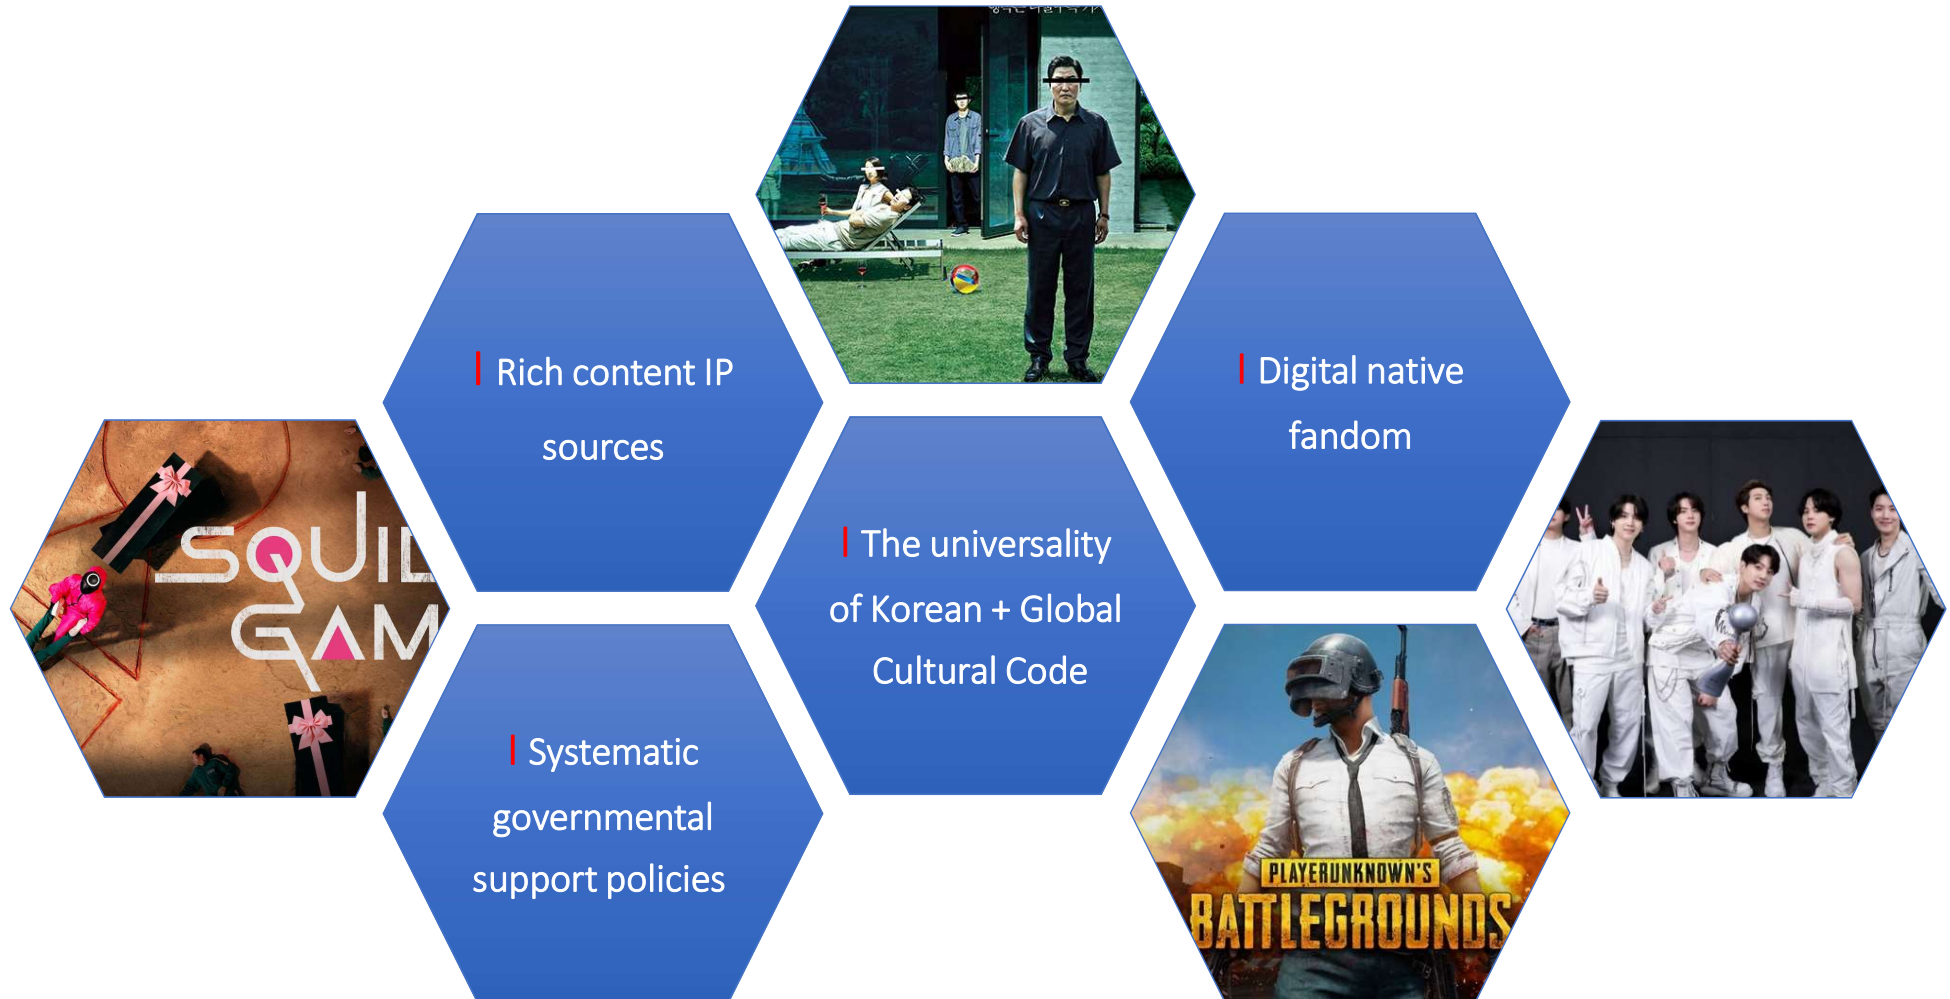 Rich content IP
sources
Digital native
fandom
SQUID
GAM
The universality
of Korean + Global
Cultural Code
Systematic
governmental
support policies
PLAYERUNKNOWN'S
BATTLEGROUNDS